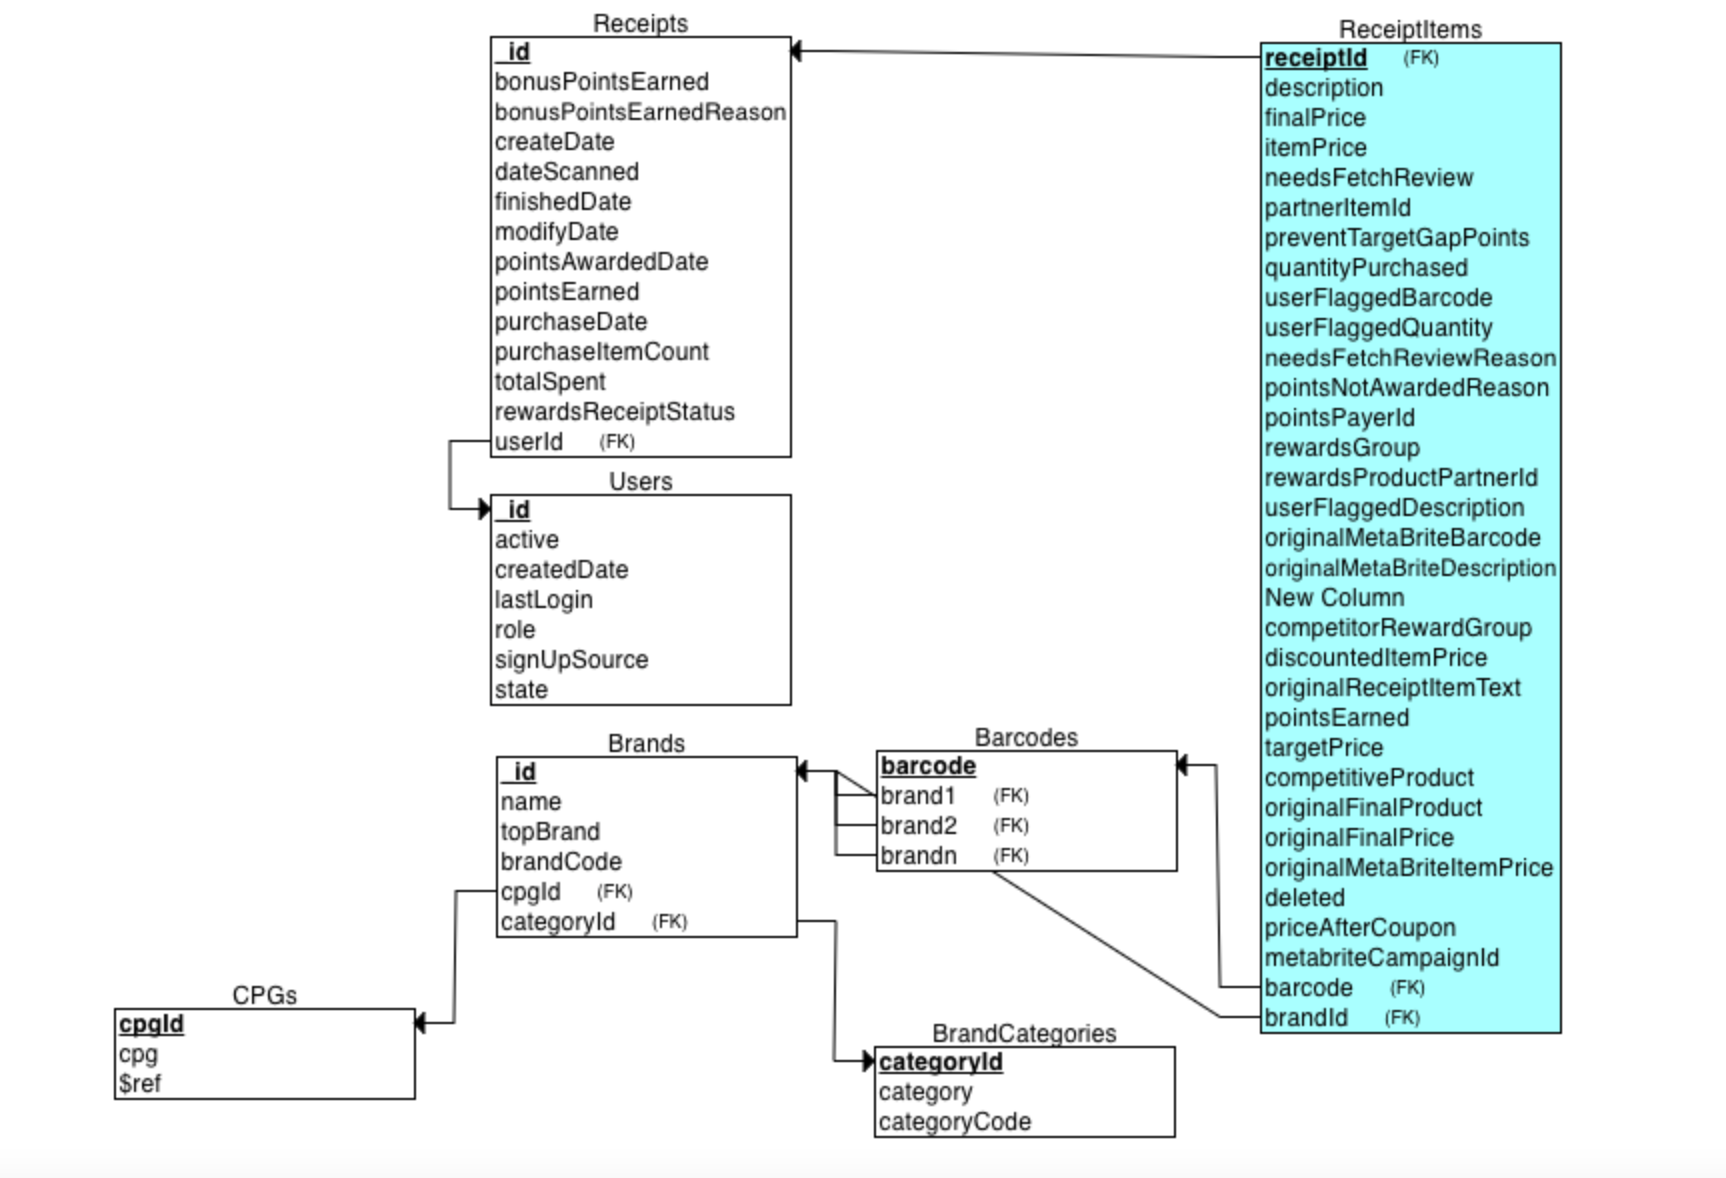 Receipts
_id
bonusPointsEarned
bonusPointsEarnedReason
createDate
dateScanned
finishedDate
modifyDate
pointsAwardedDate
pointsEarned
purchaseDate
purchaseItemCount
totalSpent
rewardsReceiptStatus
userId (FK)
Users
_id
active
createdDate
lastLogin
role
signUpSource
state
Brands
_id
name
topBrand
brandCode
cpgId (FK)
categoryId (FK)
CPGs
cpgId
cpg
$ref
Barcodes
barcode
brand1 (FK)
brand2 (FK)
brandn (FK)
BrandCategories
categoryId
category
categoryCode
ReceiptItems
receiptId (FK)
description
finalPrice
itemPrice
needsFetchReview
partnerItemId
preventTargetGapPoints
quantityPurchased
userFlaggedBarcode
userFlaggedQuantity
needsFetchReviewReason
pointsNotAwardedReason
pointsPayerId
rewardsGroup
rewardsProductPartnerId
userFlaggedDescription
originalMetaBriteBarcode
originalMetaBriteDescription
New Column
competitorRewardGroup
discountedItemPrice
originalReceiptItemText
pointsEarned
targetPrice
competitiveProduct
originalFinalProduct
originalFinalPrice
originalMetaBriteItemPrice
deleted
priceAfterCoupon
metabriteCampaignId
barcode (FK)
brandId (FK)